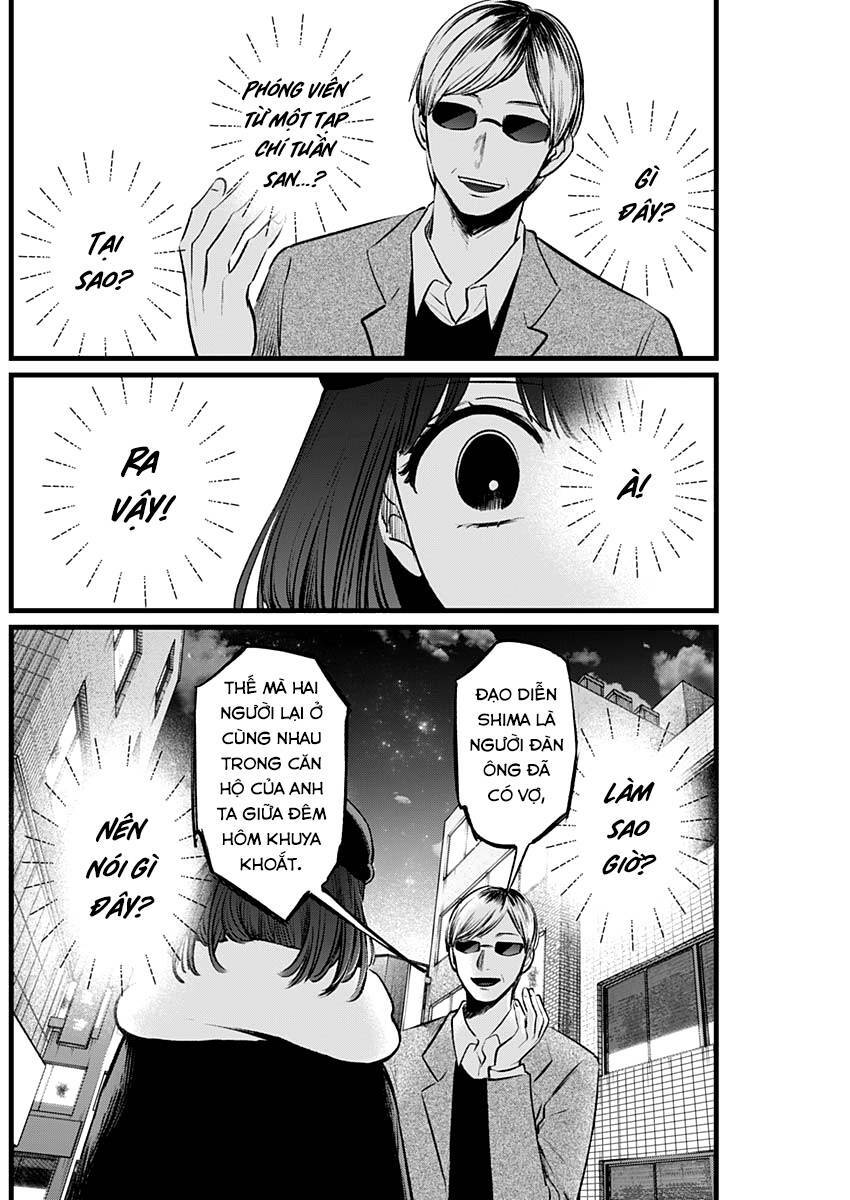 GÌ
ĐÂY?
PHÓNG VIÊN
TỪ MỘT TẠP
CHÍ TUẦN
SAN...?
TẠI
SAO?
À!
RA
VẬY!
LÀM
SAO
GIỜ?
ĐẠO DIỄN
SHIMA LÀ
NGƯỜI ĐÀN
ÔNG ĐÃ
CÓ VỢ,
THẾ MÀ HAI
NGƯỜI LẠI Ở
CÙNG NHAU
TRONG CĂN
HỘ CỦA ANH
TA GIỮA ĐÊM
HÔM KHUYA
KHOẮT.
NÊN
NÓI GÌ
ĐÂY?